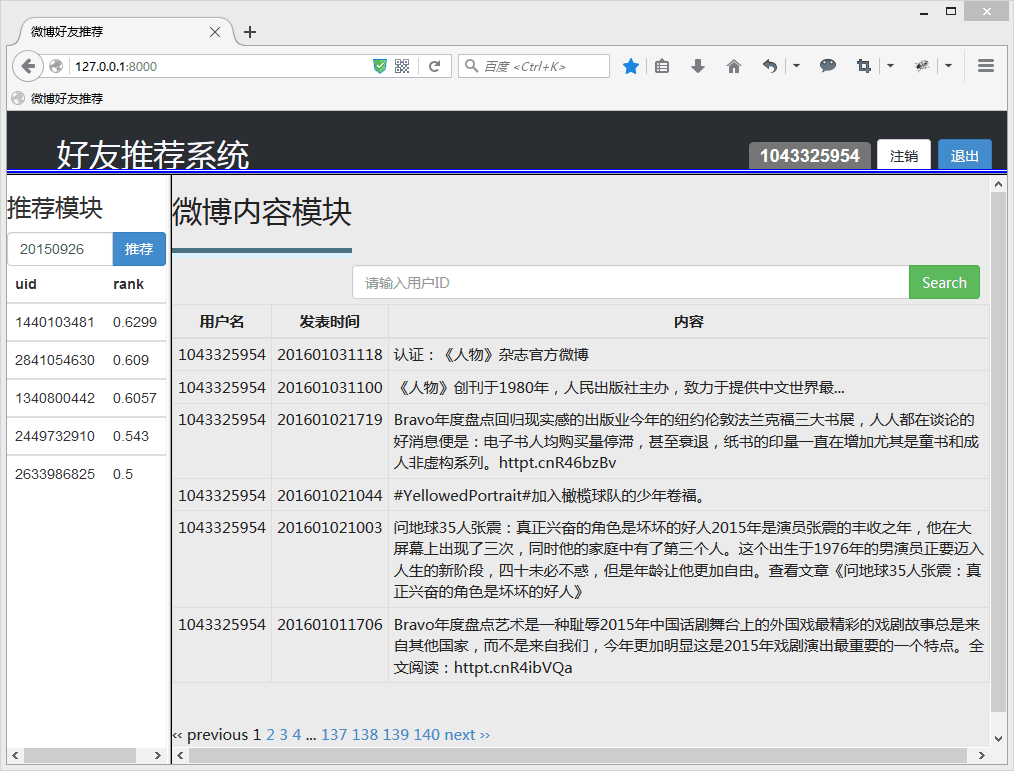 微博好友推荐
127.0.0.1:8000
百度 <Ctrl+K>
微博好友推荐
好友推荐系统
1043325954 注销 退出
推荐模块
20150926 推荐
uid rank
1440103481 0.6299
2841054630 0.609
1340800442 0.6057
2449732910 0.543
2633986825 0.5
微博内容模块
请输入用户ID Search
用户名 发表时间 内容
1043325954 201601031118 认证：《人物》杂志官方微博
1043325954 201601031100 《人物》创刊于1980年，人民出版社主办，致力于提供中文世界最...
1043325954 201601021719 Bravo年度盘点回归现实感的出版业今年的纽约伦敦法兰克福三大书展，人人都在谈论的
好消息便是：电子书人均购买量停滞，甚至衰退，纸书的印量一直在增加尤其是童书和成
人非虚构系列。httpt.cnR46bzBv
1043325954 201601021044 #YellowedPortrait#加入橄榄球队的少年卷福。
1043325954 201601021003 问地球35人张震：真正兴奋的角色是坏坏的好人2015年是演员张震的丰收之年，他在大
屏幕上出现了三次，同时他的家庭中有了第三个人。这个出生于1976年的男演员正要迈入
人生的新阶段，四十未必不惑，但是年龄让他更加自由。查看文章《问地球35人张震：真
正兴奋的角色是坏坏的好人》
1043325954 201601011706 Bravo年度盘点艺术是一种耻辱2015年中国话剧舞台上的外国戏最精彩的戏剧故事总是来
自其他国家，而不是来自我们，今年更加明显这是2015年戏剧演出最重要的一个特点。全
文阅读：httpt.cnR4ibVQa
‹‹ previous 1 2 3 4 ... 137 138 139 140 next ››